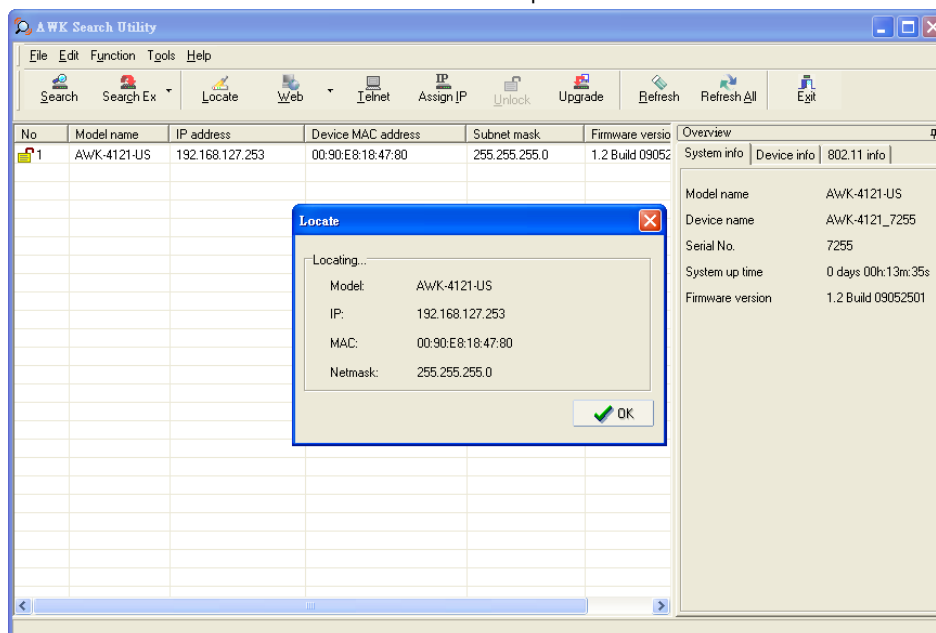 AWK Search Utility
File Edit Function Tools Help
Search Search Ex Locate Web Telnet Assign IP Unlock Upgrade Refresh Refresh All Exit
No Model name IP address Device MAC address Subnet mask Firmware versio
1 AWK-4121-US 192.168.127.253 00:90:E8:18:47:80 255.255.255.0 1.2 Build 09052
Overview
System info Device info 802.11 info
Model name AWK-4121-US
Device name AWK-4121_7255
Serial No. 7255
System up time 0 days 00h:13m:35s
Firmware version 1.2 Build 09052501
Locate
Locating...
Model: AWK-4121-US
IP: 192.168.127.253
MAC: 00:90:E8:18:47:80
Netmask: 255.255.255.0
OK